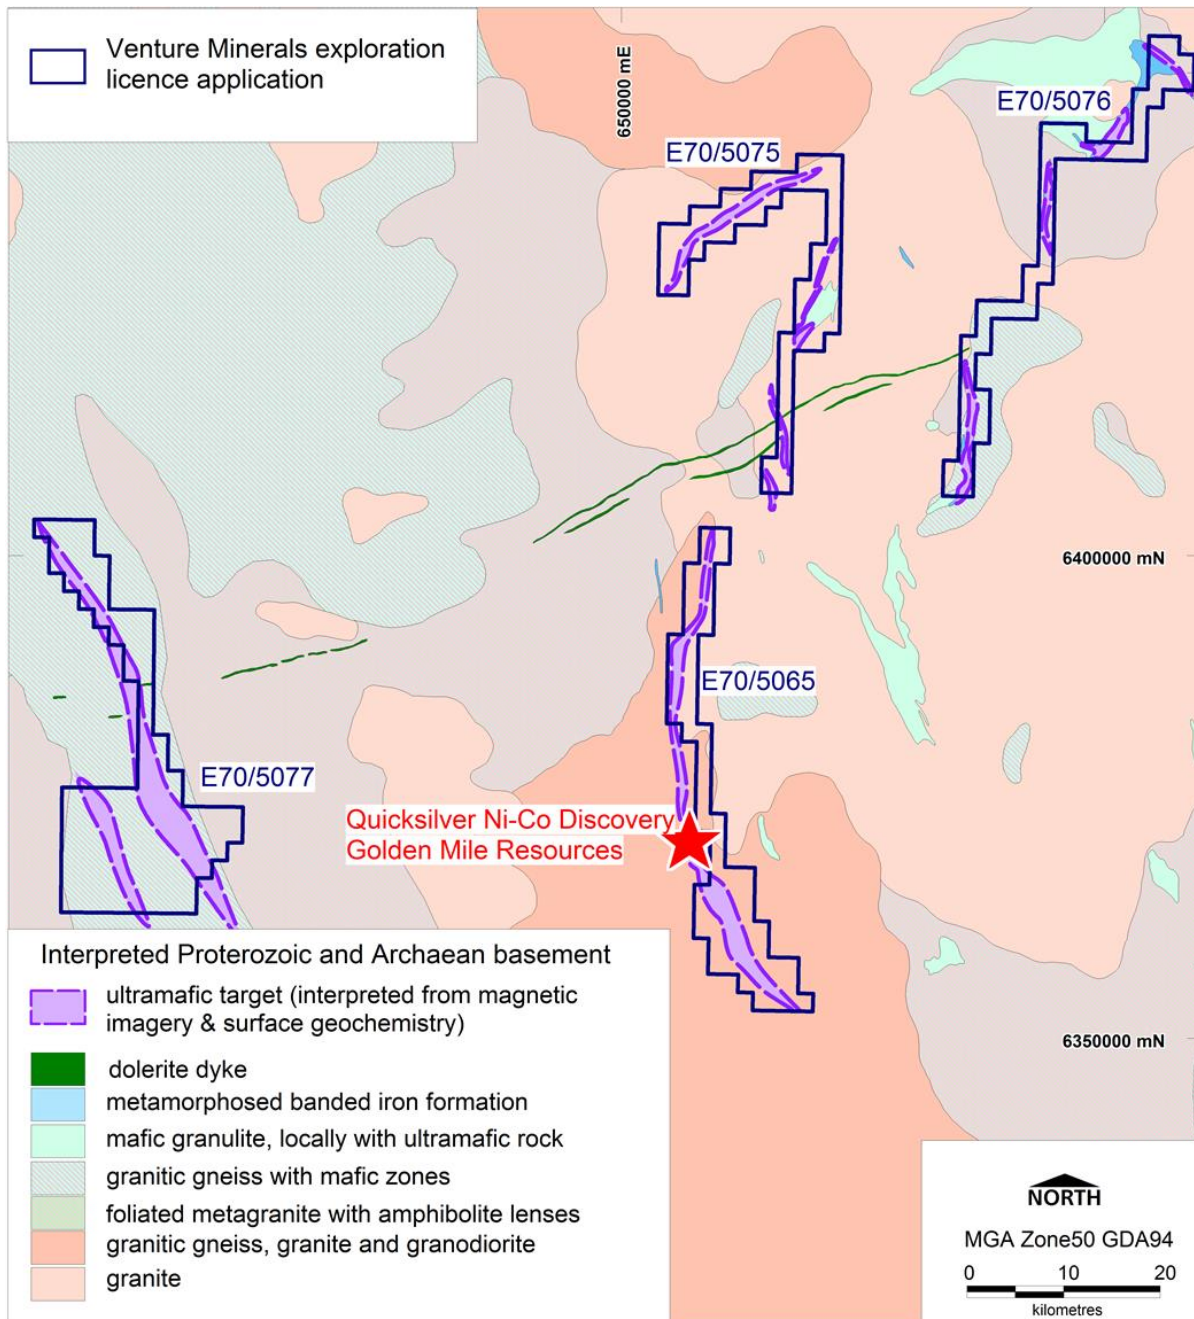 Venture Minerals exploration
licence application
650000 mE
E70/5076
E70/5075
6400000 mN
E70/5065
E70/5077
Quicksilver Ni-Co Discovery
Golden Mile Resources
Interpreted Proterozoic and Archaean basement
ultramafic target (interpreted from magnetic
imagery & surface geochemistry)
dolerite dyke
metamorphosed banded iron formation
mafic granulite, locally with ultramafic rock
granitic gneiss with mafic zones
foliated metagranite with amphibolite lenses
granitic gneiss, granite and granodiorite
granite
6350000 mN
NORTH
MGA Zone50 GDA94
0 10 20
kilometres